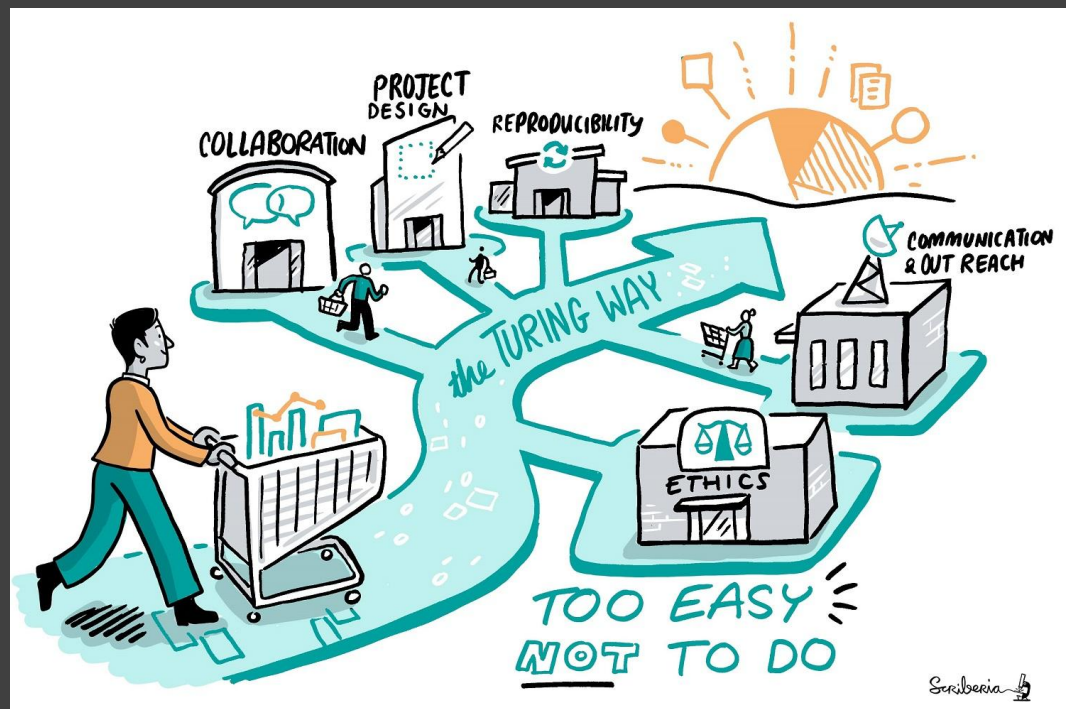 COLLABORATION
PROJECT
DESIGN
REPRODUCIBILITY
COMMUNICATION
& OUT REACH
the TURING WAY
ETHICS
TOO EASY
NOT TO DO
Scriberia